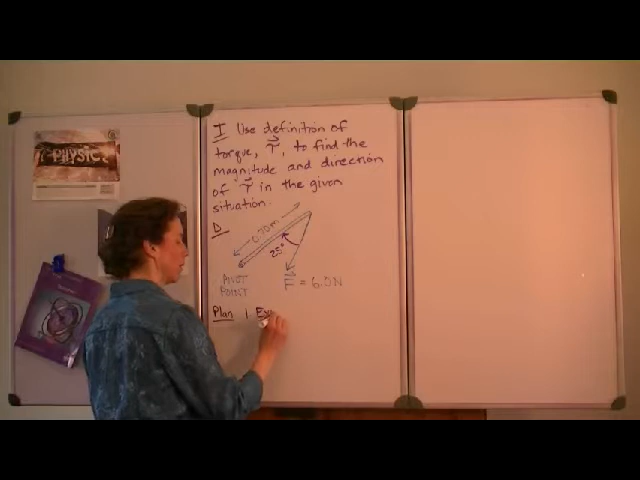 I Use definition of
torque, τ, to find the
magnitude and direction
of τ in the given
situation.
D
0.70m
25°
PIVOT
POINT
F = 6.0N
Plan 1. Ex
PHYSICS